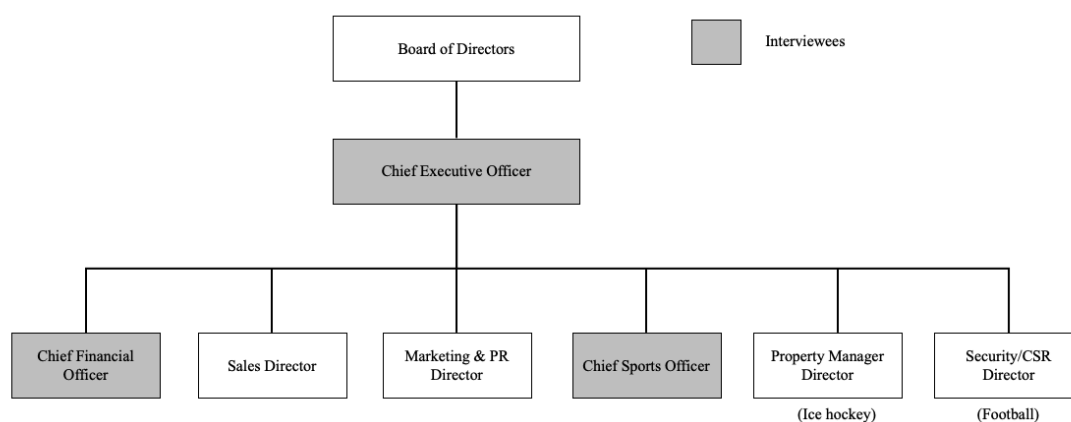 Board of Directors
Interviewees
Chief Executive Officer
Chief Financial
Officer
Sales Director
Marketing & PR
Director
Chief Sports Officer
Property Manager
Director
Security/CSR
Director
(Ice hockey)
(Football)